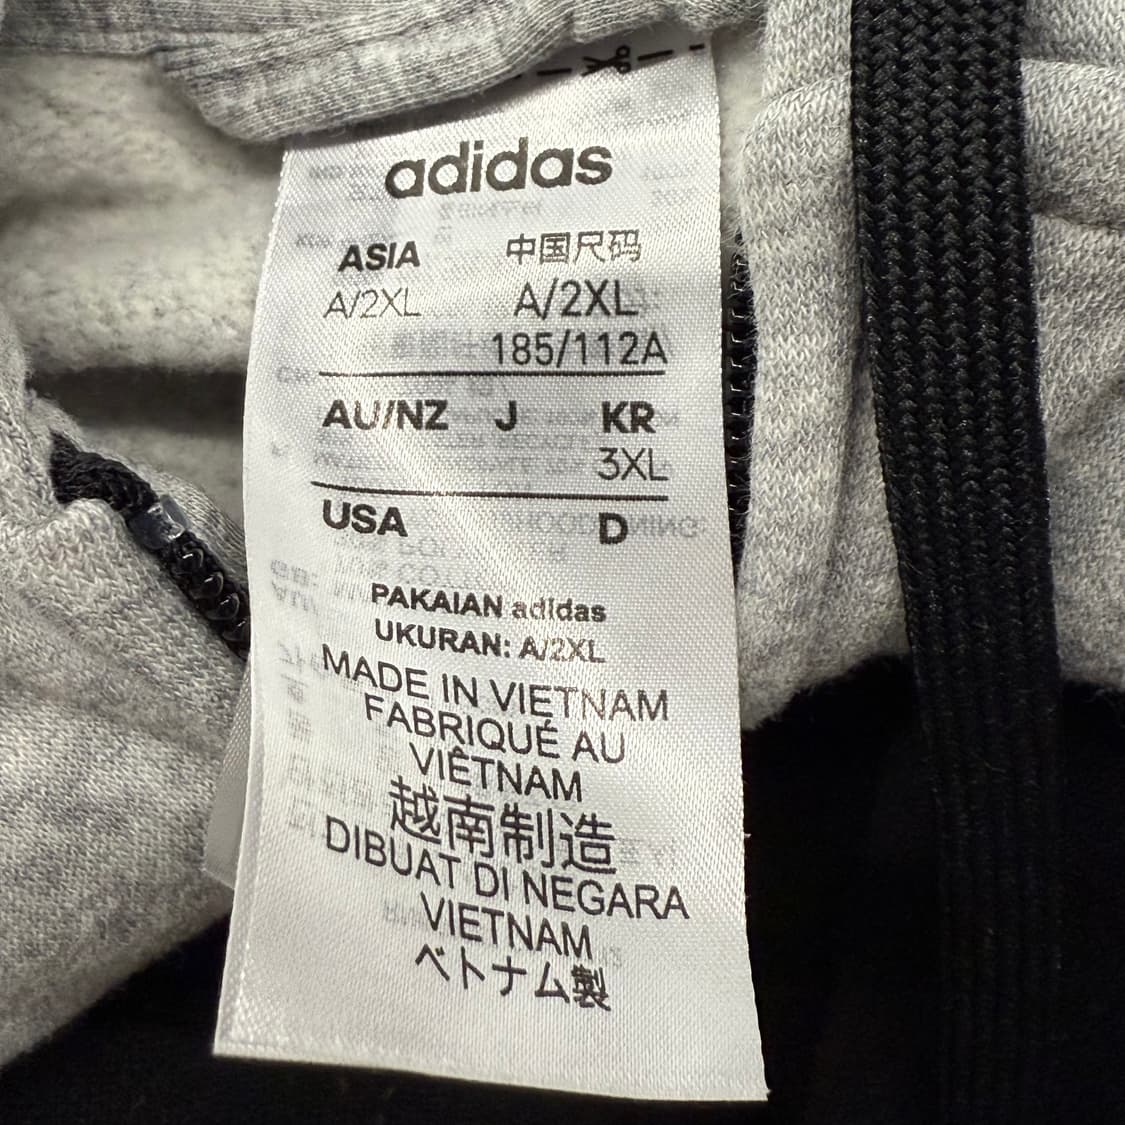 adidas
ASIA 中国尺码
A/2XL A/2XL
185/112A
AU/NZ J KR
3XL
USA D
PAKAIAN adidas
UKURAN: A/2XL
MADE IN VIETNAM
FABRIQUÉ AU
VIÊTNAM
越南制造
DIBUAT DI NEGARA
VIETNAM
ベトナム製